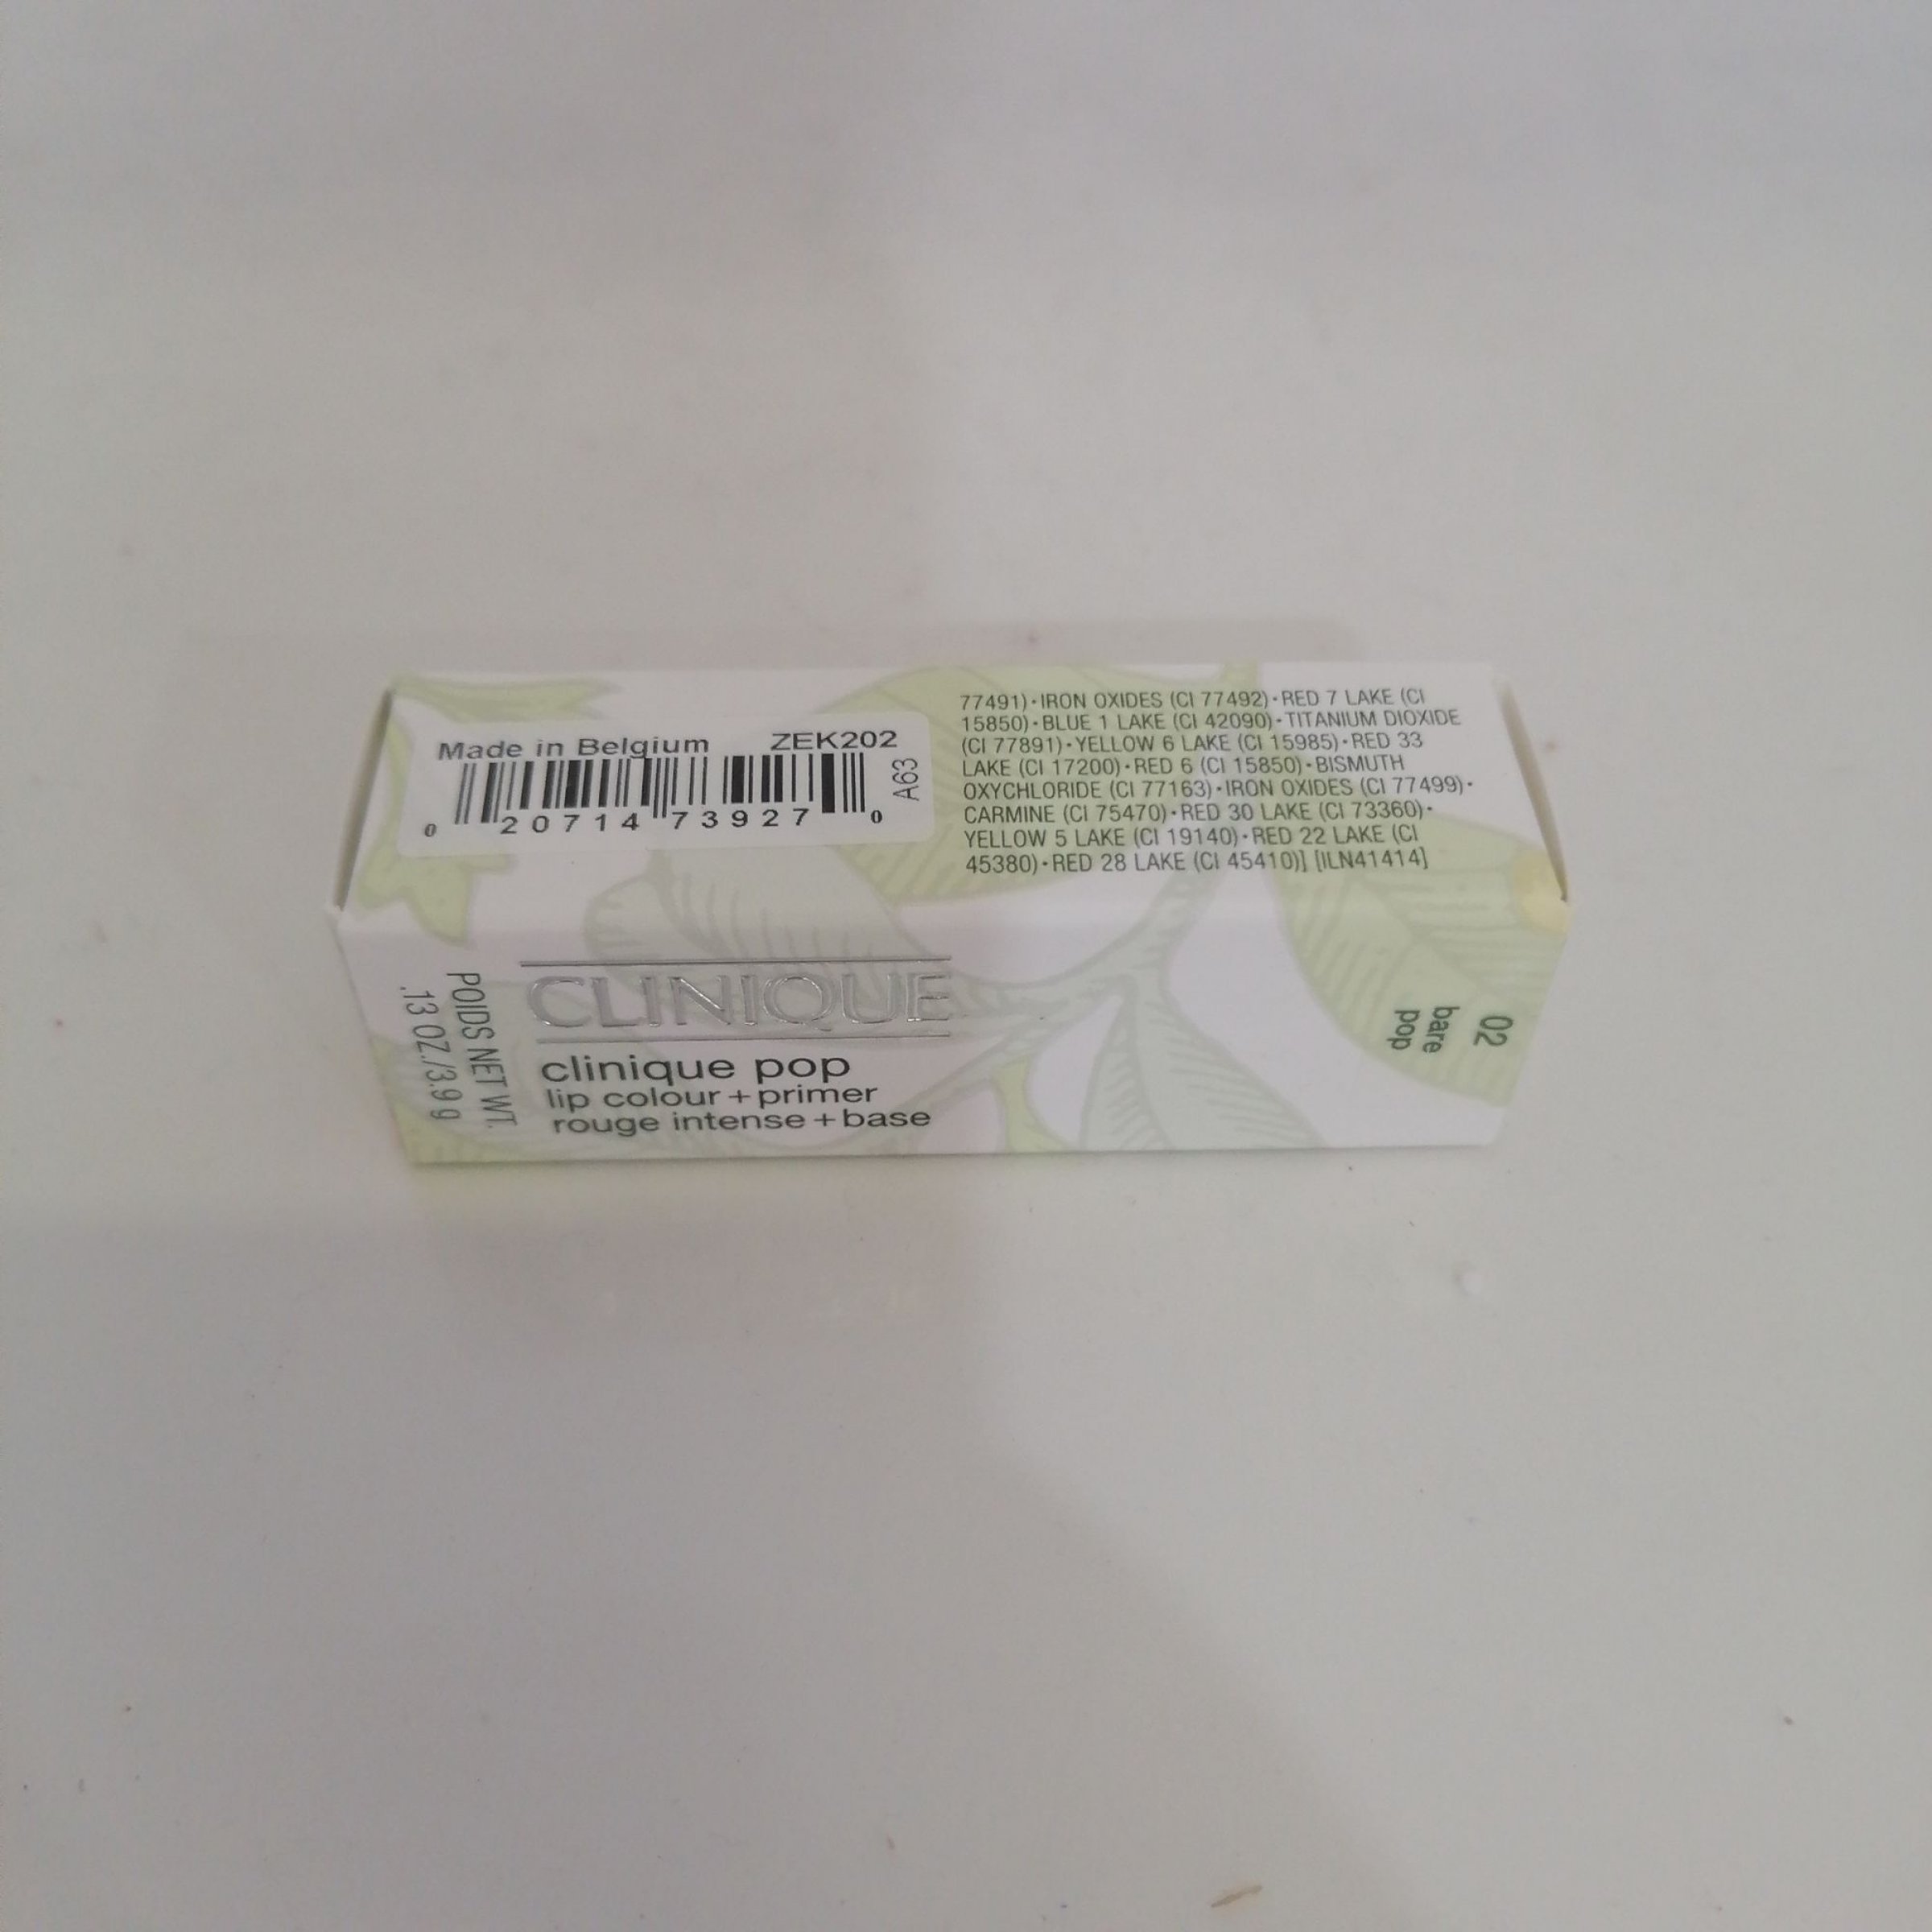 Made in Belgium ZEK202
A63
0 20714 73927 0
77491)·IRON OXIDES (CI 77492)·RED 7 LAKE (CI
15850)·BLUE 1 LAKE (CI 42090)·TITANIUM DIOXIDE
(CI 77891)·YELLOW 6 LAKE (CI 15985)·RED 33
LAKE (CI 17200)·RED 6 (CI 15850)·BISMUTH
OXYCHLORIDE (CI 77163)·IRON OXIDES (CI 77499)·
CARMINE (CI 75470)·RED 30 LAKE (CI 73360)·
YELLOW 5 LAKE (CI 19140)·RED 22 LAKE (CI
45380)·RED 28 LAKE (CI 45410)] [ILN41414]
POIDS NET WT.
.13 OZ./3.9 g
CLINIQUE
clinique pop
lip colour+primer
rouge intense+base
02
bare
pop